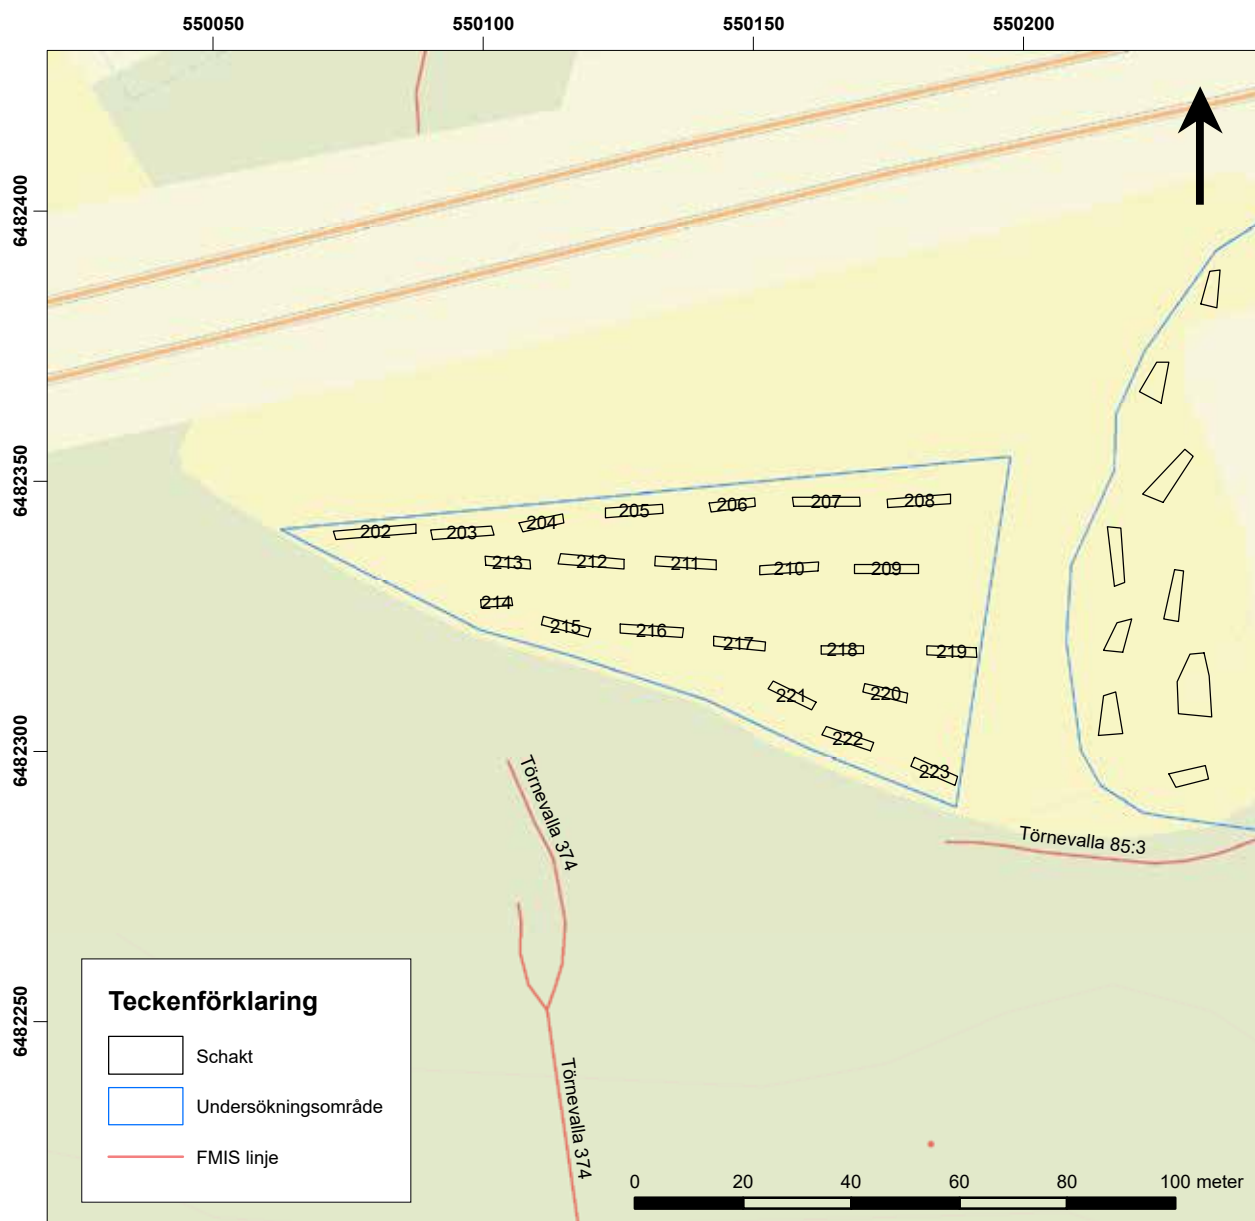 550050 550100 550150 550200
6482400
6482350
6482300
6482250
202 203 204 205 206 207 208
213 212 211 210 209
214 215 216 217 218 219
221 220
222
223
Törnevalla 374
Törnevalla 85:3
Törnevalla 374
Teckenförklaring
Schakt
Undersökningsområde
FMIS linje
0 20 40 60 80 100 meter